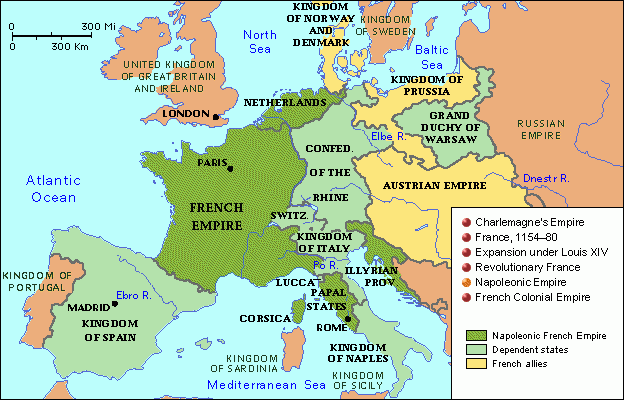 0 300 Mi
0 300 Km
North
Sea
KINGDOM
OF NORWAY
AND
DENMARK
KINGDOM
OF SWEDEN
Baltic
Sea
UNITED KINGDOM
OF GREAT BRITAIN
AND IRELAND
LONDON
NETHERLANDS
KINGDOM OF
PRUSSIA
GRAND
DUCHY OF
WARSAW
RUSSIAN
EMPIRE
Elbe R.
CONFED.
OF THE
RHINE
PARIS
Dnestr R.
Atlantic
Ocean
FRENCH
EMPIRE
AUSTRIAN EMPIRE
SWITZ.
KINGDOM
OF ITALY
KINGDOM OF
PORTUGAL
Ebro R.
MADRID
KINGDOM
OF SPAIN
Po R.
ILLYRIAN
PROV.
LUCCA
PAPAL
STATES
CORSICA
ROME
KINGDOM
OF NAPLES
KINGDOM OF
SARDINIA
KINGDOM
OF SICILY
Mediterranean Sea
Charlemagne's Empire
France, 1154–80
Expansion under Louis XIV
Revolutionary France
Napoleonic Empire
French Colonial Empire
Napoleonic French Empire
Dependent states
French allies